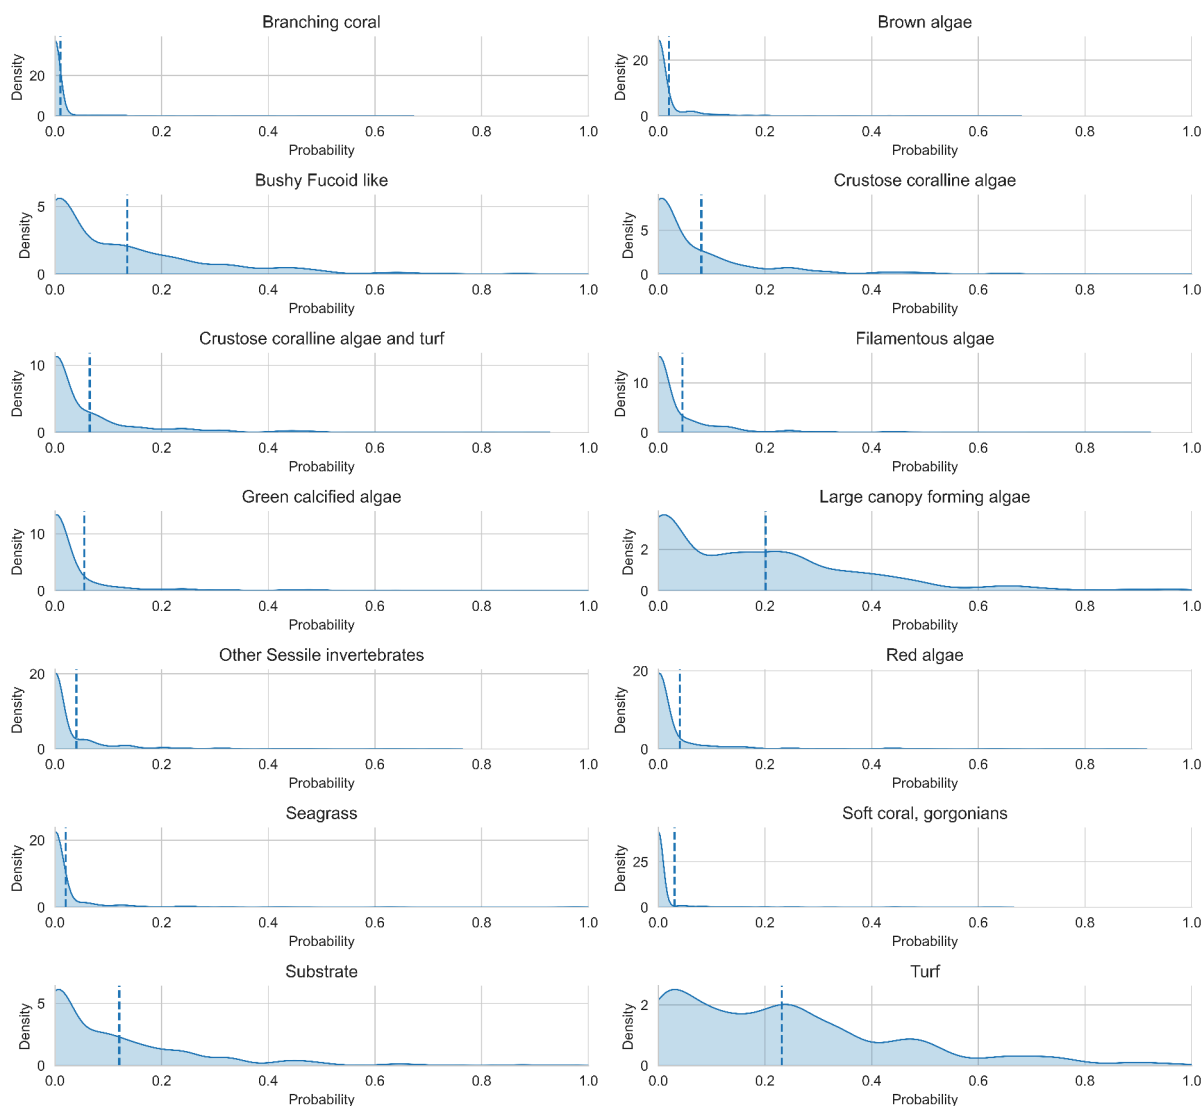 Branching coral
Density
20
0
0.0 0.2 0.4 0.6 0.8 1.0
Probability
Brown algae
Density
20
0
0.0 0.2 0.4 0.6 0.8 1.0
Probability
Bushy Fucoid like
Density
5
0
0.0 0.2 0.4 0.6 0.8 1.0
Probability
Crustose coralline algae
Density
5
0
0.0 0.2 0.4 0.6 0.8 1.0
Probability
Crustose coralline algae and turf
Density
10
0
0.0 0.2 0.4 0.6 0.8 1.0
Probability
Filamentous algae
Density
10
0
0.0 0.2 0.4 0.6 0.8 1.0
Probability
Green calcified algae
Density
10
0
0.0 0.2 0.4 0.6 0.8 1.0
Probability
Large canopy forming algae
Density
2
0
0.0 0.2 0.4 0.6 0.8 1.0
Probability
Other Sessile invertebrates
Density
20
10
0
0.0 0.2 0.4 0.6 0.8 1.0
Probability
Red algae
Density
20
10
0
0.0 0.2 0.4 0.6 0.8 1.0
Probability
Seagrass
Density
20
0
0.0 0.2 0.4 0.6 0.8 1.0
Probability
Soft coral, gorgonians
Density
25
0
0.0 0.2 0.4 0.6 0.8 1.0
Probability
Substrate
Density
5
0
0.0 0.2 0.4 0.6 0.8 1.0
Probability
Turf
Density
2
0
0.0 0.2 0.4 0.6 0.8 1.0
Probability